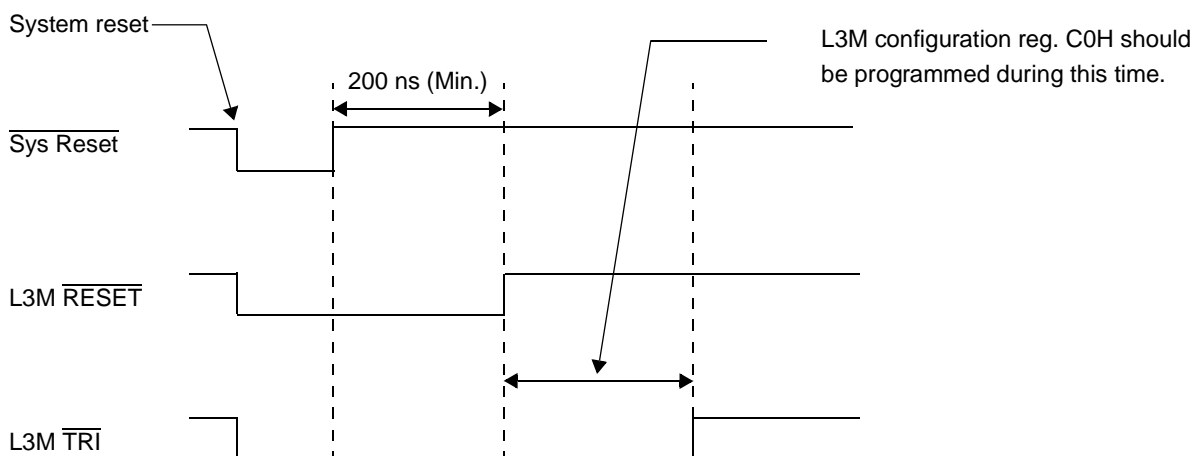 System reset
L3M configuration reg. C0H should
be programmed during this time.
200 ns (Min.)
Sys Reset
L3M RESET
L3M TRI